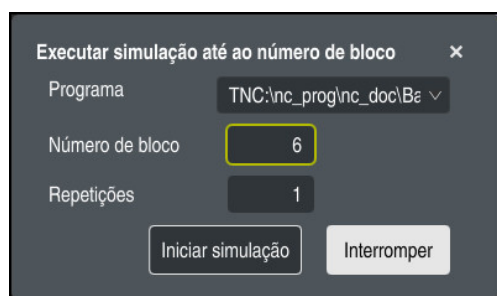 Executar simulação até ao número de bloco ×
Programa TNC:\nc_prog\nc_doc\Ba
Número de bloco 6
Repetições 1
Iniciar simulação Interromper